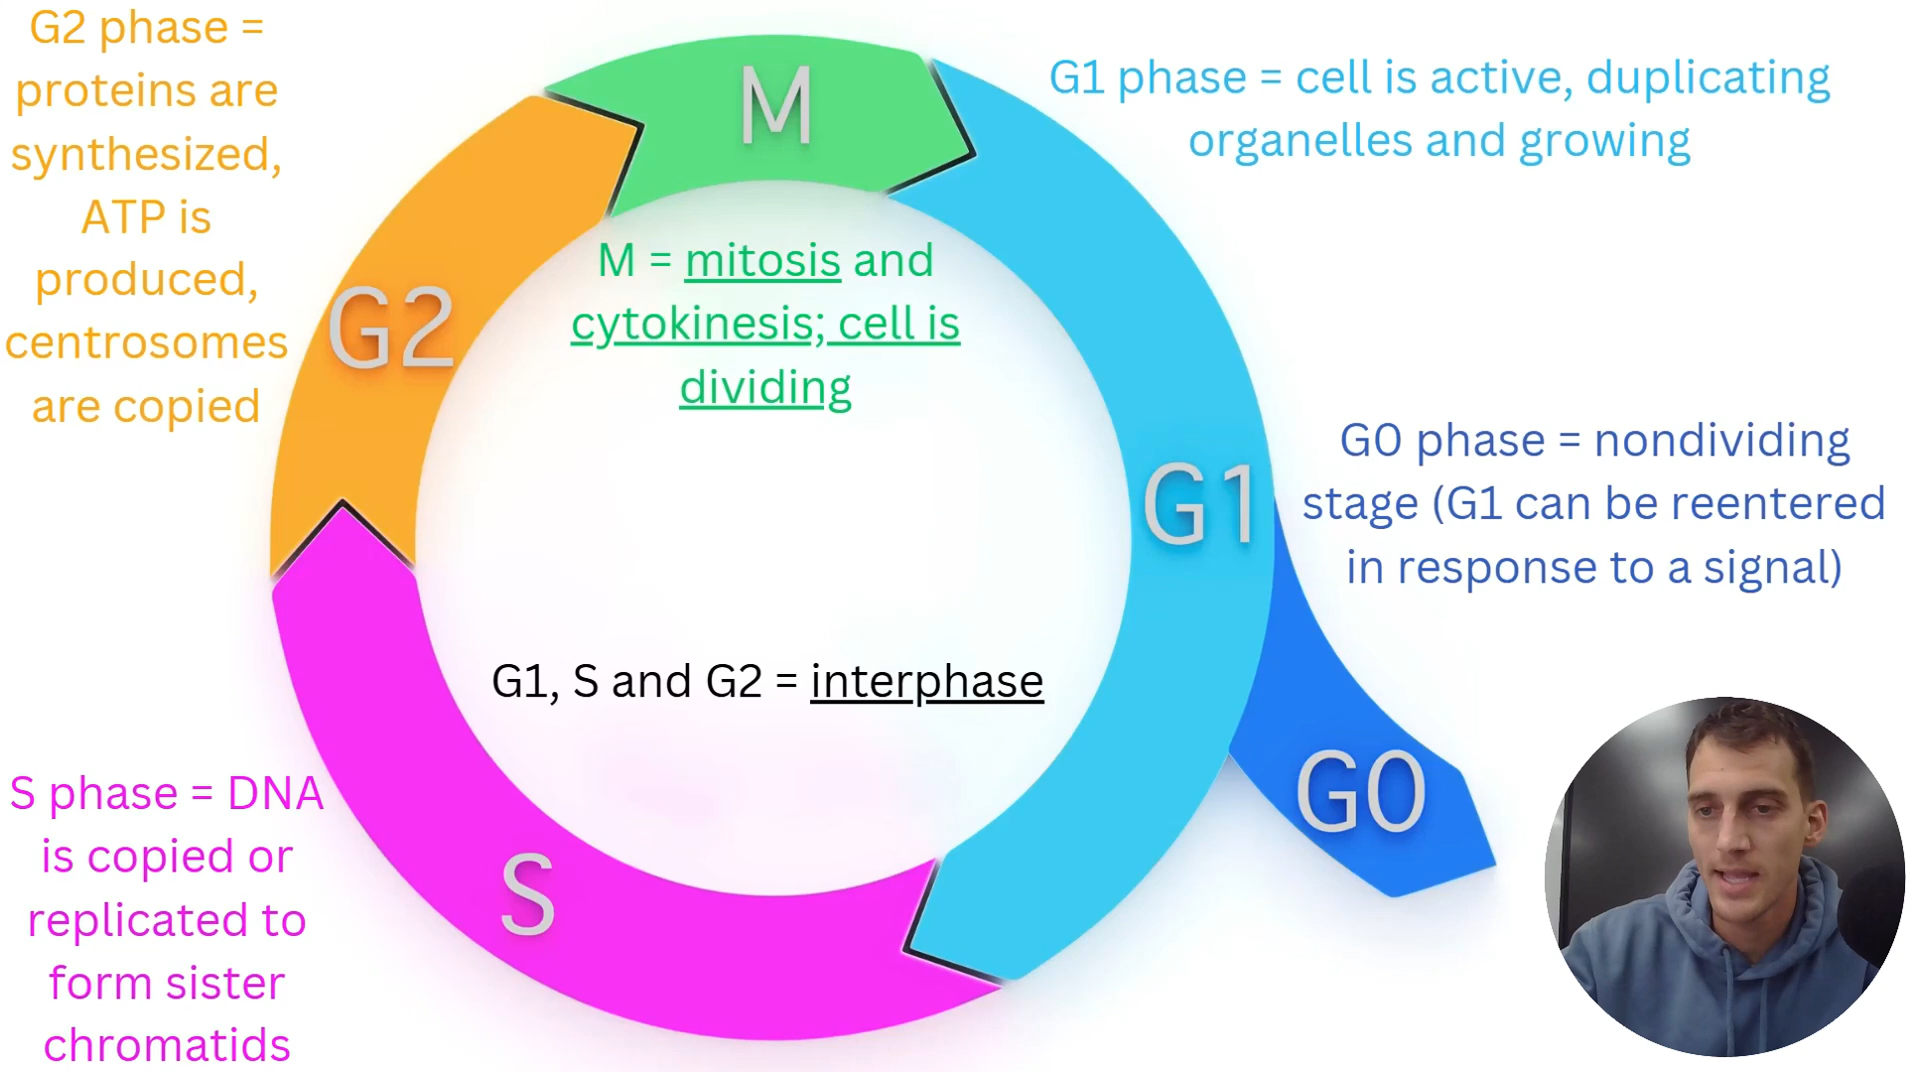 G2 phase =
proteins are
synthesized,
ATP is
produced,
centrosomes
are copied
M
G1 phase = cell is active, duplicating
organelles and growing
G2
M = mitosis and
cytokinesis; cell is
dividing
G1
G0 phase = nondividing
stage (G1 can be reentered
in response to a signal)
G1, S and G2 = interphase
S phase = DNA
is copied or
replicated to
form sister
chromatids
S
G0